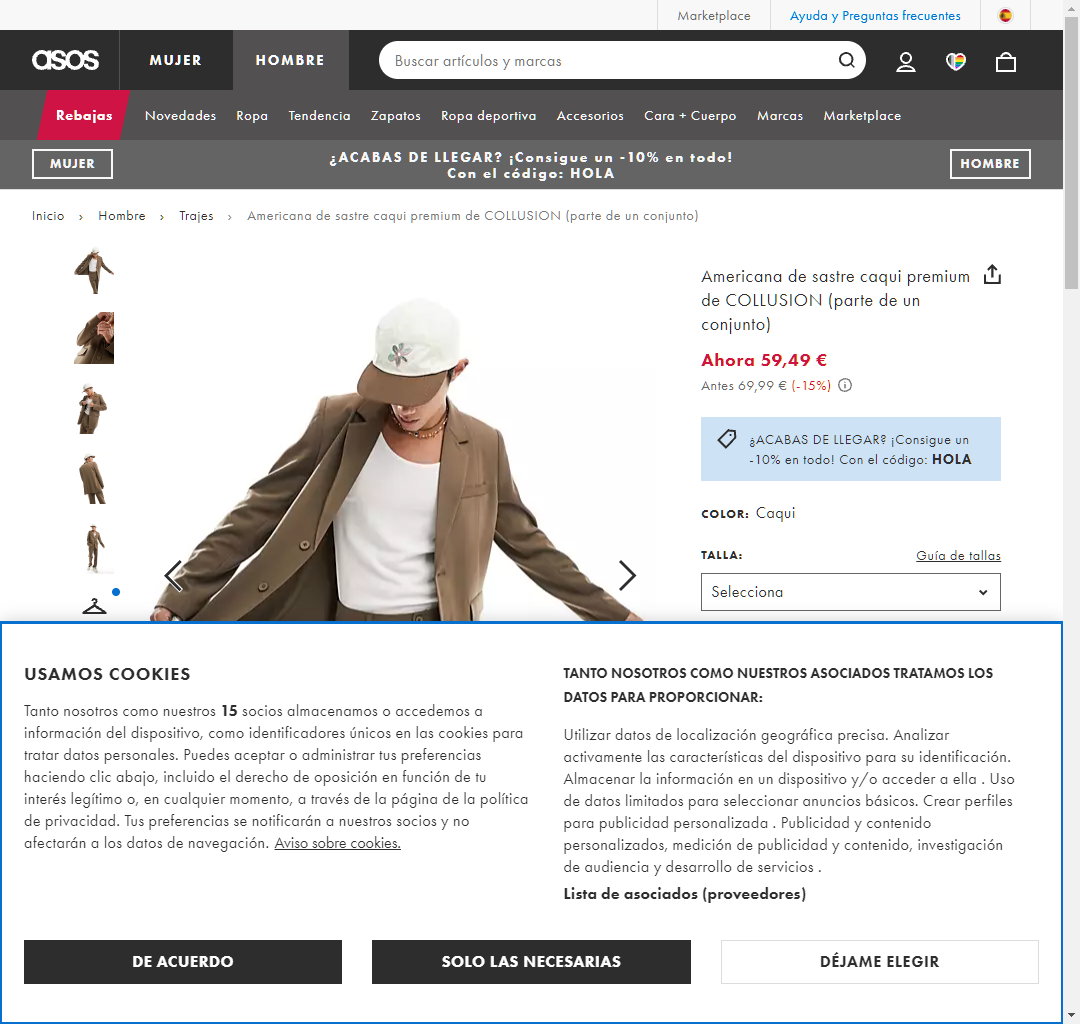 Marketplace
Ayuda y Preguntas frecuentes
asos
MUJER
HOMBRE
Buscar artículos y marcas
Rebajas
Novedades
Ropa
Tendencia
Zapatos
Ropa deportiva
Accesorios
Cara + Cuerpo
Marcas
Marketplace
MUJER
¿ACABAS DE LLEGAR? ¡Consigue un -10% en todo!
Con el código: HOLA
HOMBRE
Inicio › Hombre › Trajes › Americana de sastre caqui premium de COLLUSION (parte de un conjunto)
Americana de sastre caqui premium
de COLLUSION (parte de un
conjunto)
Ahora 59,49 €
Antes 69,99 € (-15%)
¿ACABAS DE LLEGAR? ¡Consigue un
-10% en todo! Con el código: HOLA
COLOR: Caqui
TALLA:
Guía de tallas
Selecciona
USAMOS COOKIES
Tanto nosotros como nuestros 15 socios almacenamos o accedemos a
información del dispositivo, como identificadores únicos en las cookies para
tratar datos personales. Puedes aceptar o administrar tus preferencias
haciendo clic abajo, incluido el derecho de oposición en función de tu
interés legítimo o, en cualquier momento, a través de la página de la política
de privacidad. Tus preferencias se notificarán a nuestros socios y no
afectarán a los datos de navegación. Aviso sobre cookies.
TANTO NOSOTROS COMO NUESTROS ASOCIADOS TRATAMOS LOS
DATOS PARA PROPORCIONAR:
Utilizar datos de localización geográfica precisa. Analizar
activamente las características del dispositivo para su identificación.
Almacenar la información en un dispositivo y/o acceder a ella . Uso
de datos limitados para seleccionar anuncios básicos. Crear perfiles
para publicidad personalizada . Publicidad y contenido
personalizados, medición de publicidad y contenido, investigación
de audiencia y desarrollo de servicios .
Lista de asociados (proveedores)
DE ACUERDO
SOLO LAS NECESARIAS
DÉJAME ELEGIR